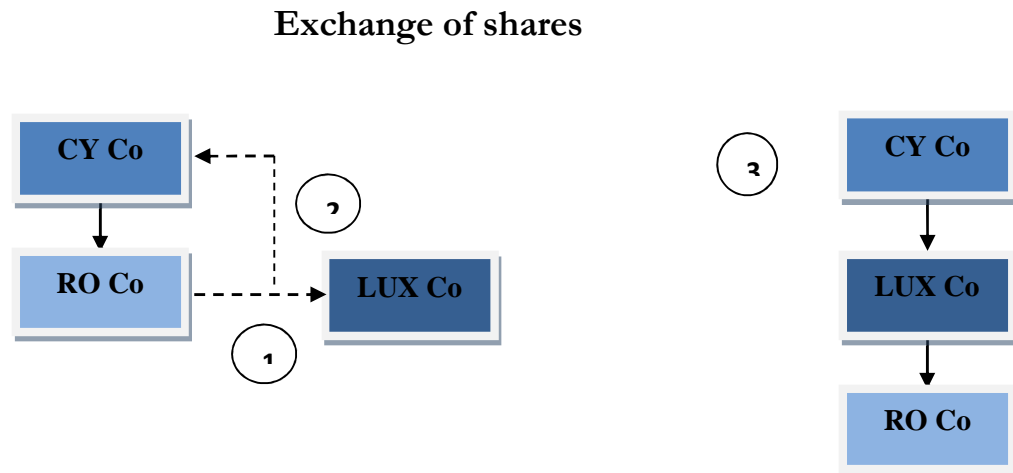 Exchange of shares
CY Co
2
RO Co
LUX Co
1
3
CY Co
LUX Co
RO Co